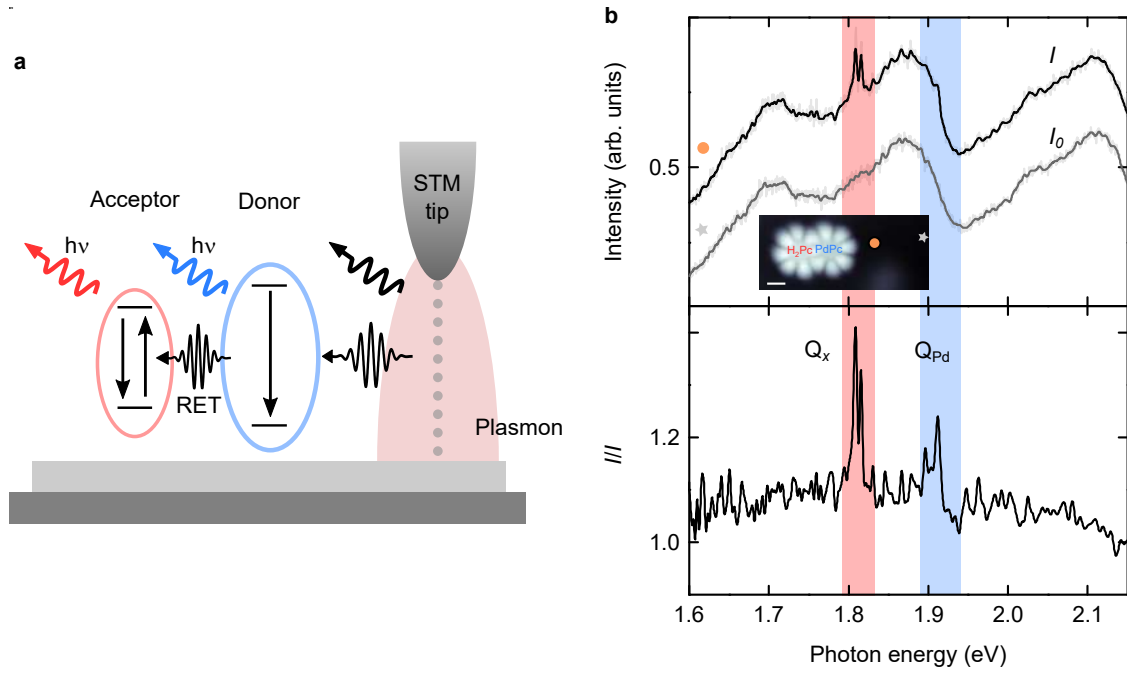 a
Acceptor
Donor
STM
tip
hν
hν
RET
Plasmon
b
Intensity (arb. units)
0.5
I
I₀
H₂Pc PdPc
Qₓ
Q_Pd
I/I
1.2
1.0
1.6 1.7 1.8 1.9 2.0 2.1
Photon energy (eV)